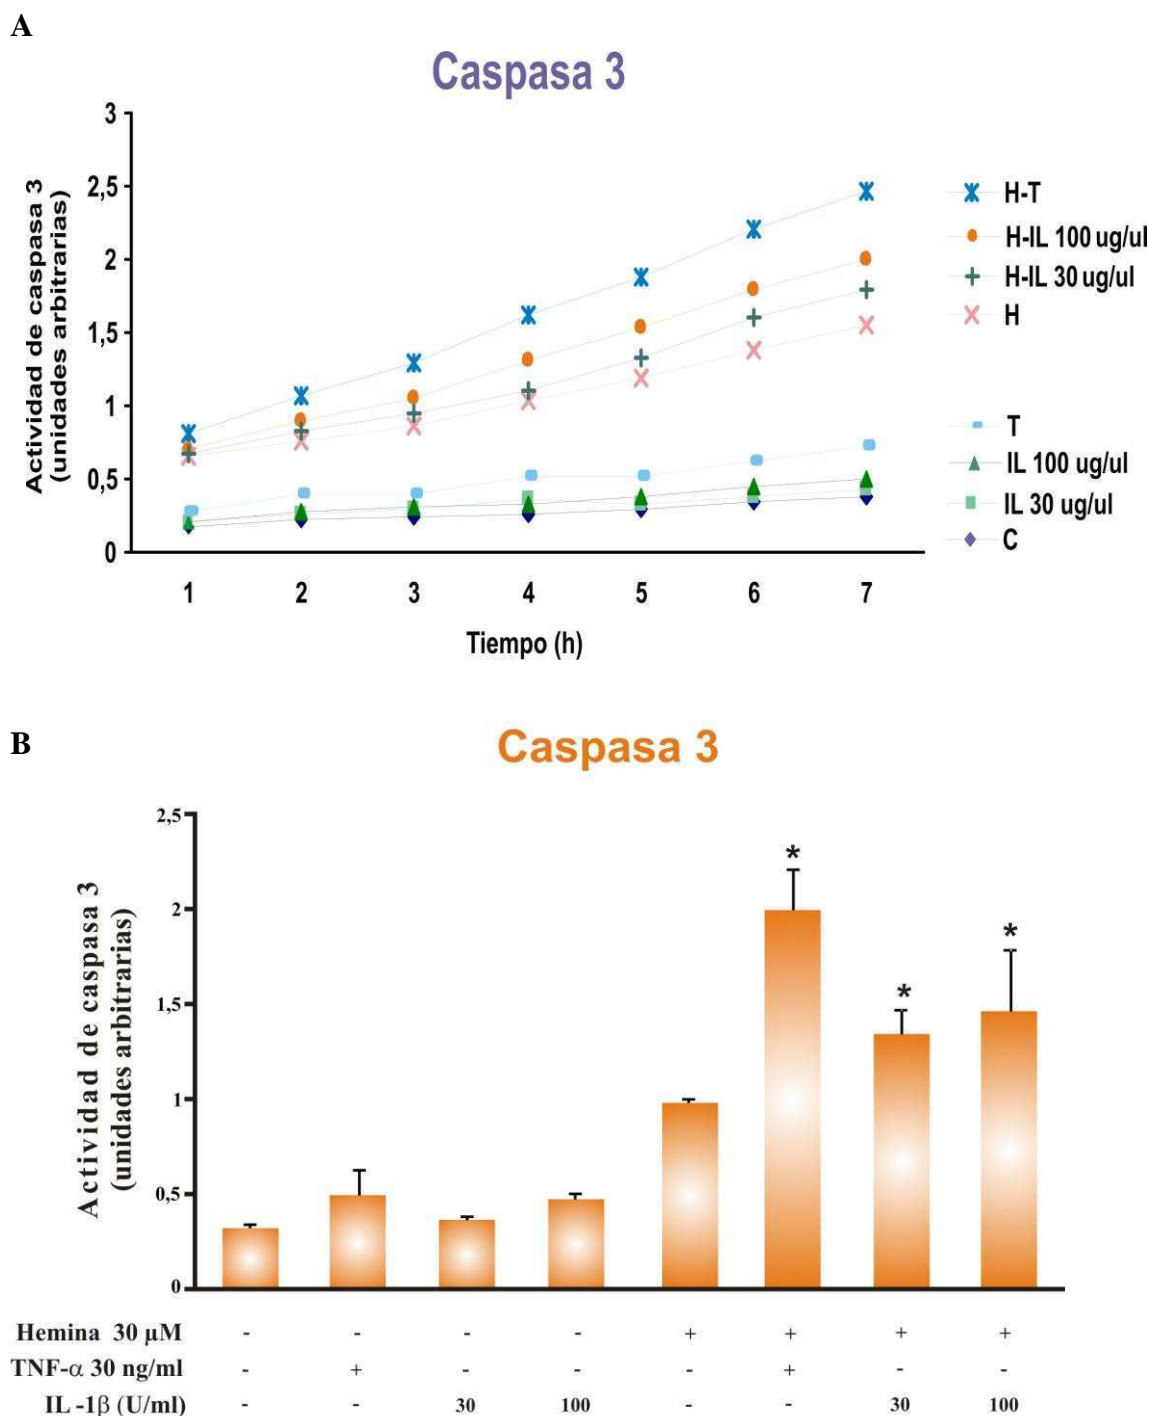 A
Caspasa 3
Actividad de caspasa 3
(unidades arbitrarias)
3
2,5
2
1,5
1
0,5
0
1 2 3 4 5 6 7
Tiempo (h)
H-T
H-IL 100 ug/ul
H-IL 30 ug/ul
H
T
IL 100 ug/ul
IL 30 ug/ul
C
B
Caspasa 3
Actividad de caspasa 3
(unidades arbitrarias)
2,5
2
1,5
1
0,5
0
* * *
Hemina 30 µM - - - - + + + +
TNF-α 30 ng/ml - + - - - + - -
IL -1β (U/ml) - - 30 100 - - 30 100